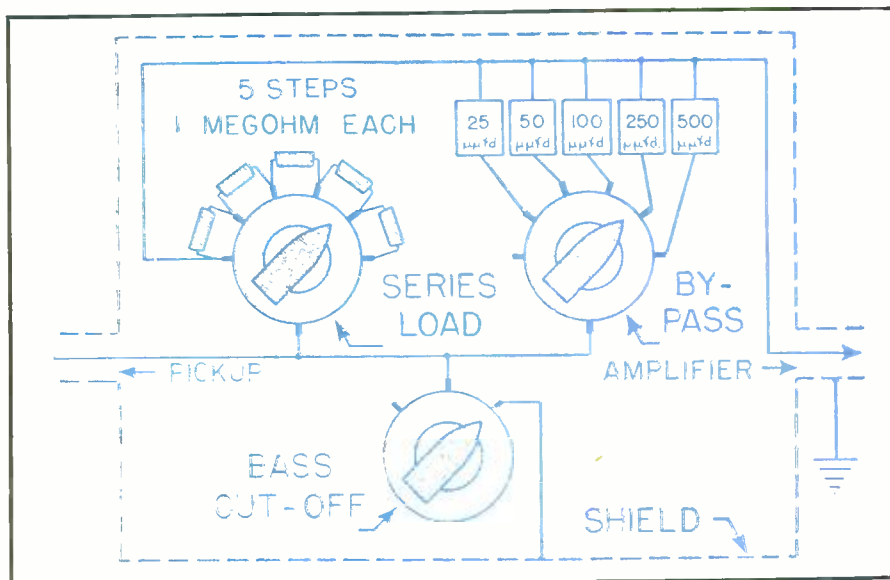 5 STEPS
1 MEGOHM EACH
25
μμfd
50
μμfd
100
μμfd
250
μμfd
500
μμfd
SERIES
LOAD
BY-
PASS
PICKUP
AMPLIFIER
BASS
CUT-OFF
SHIELD